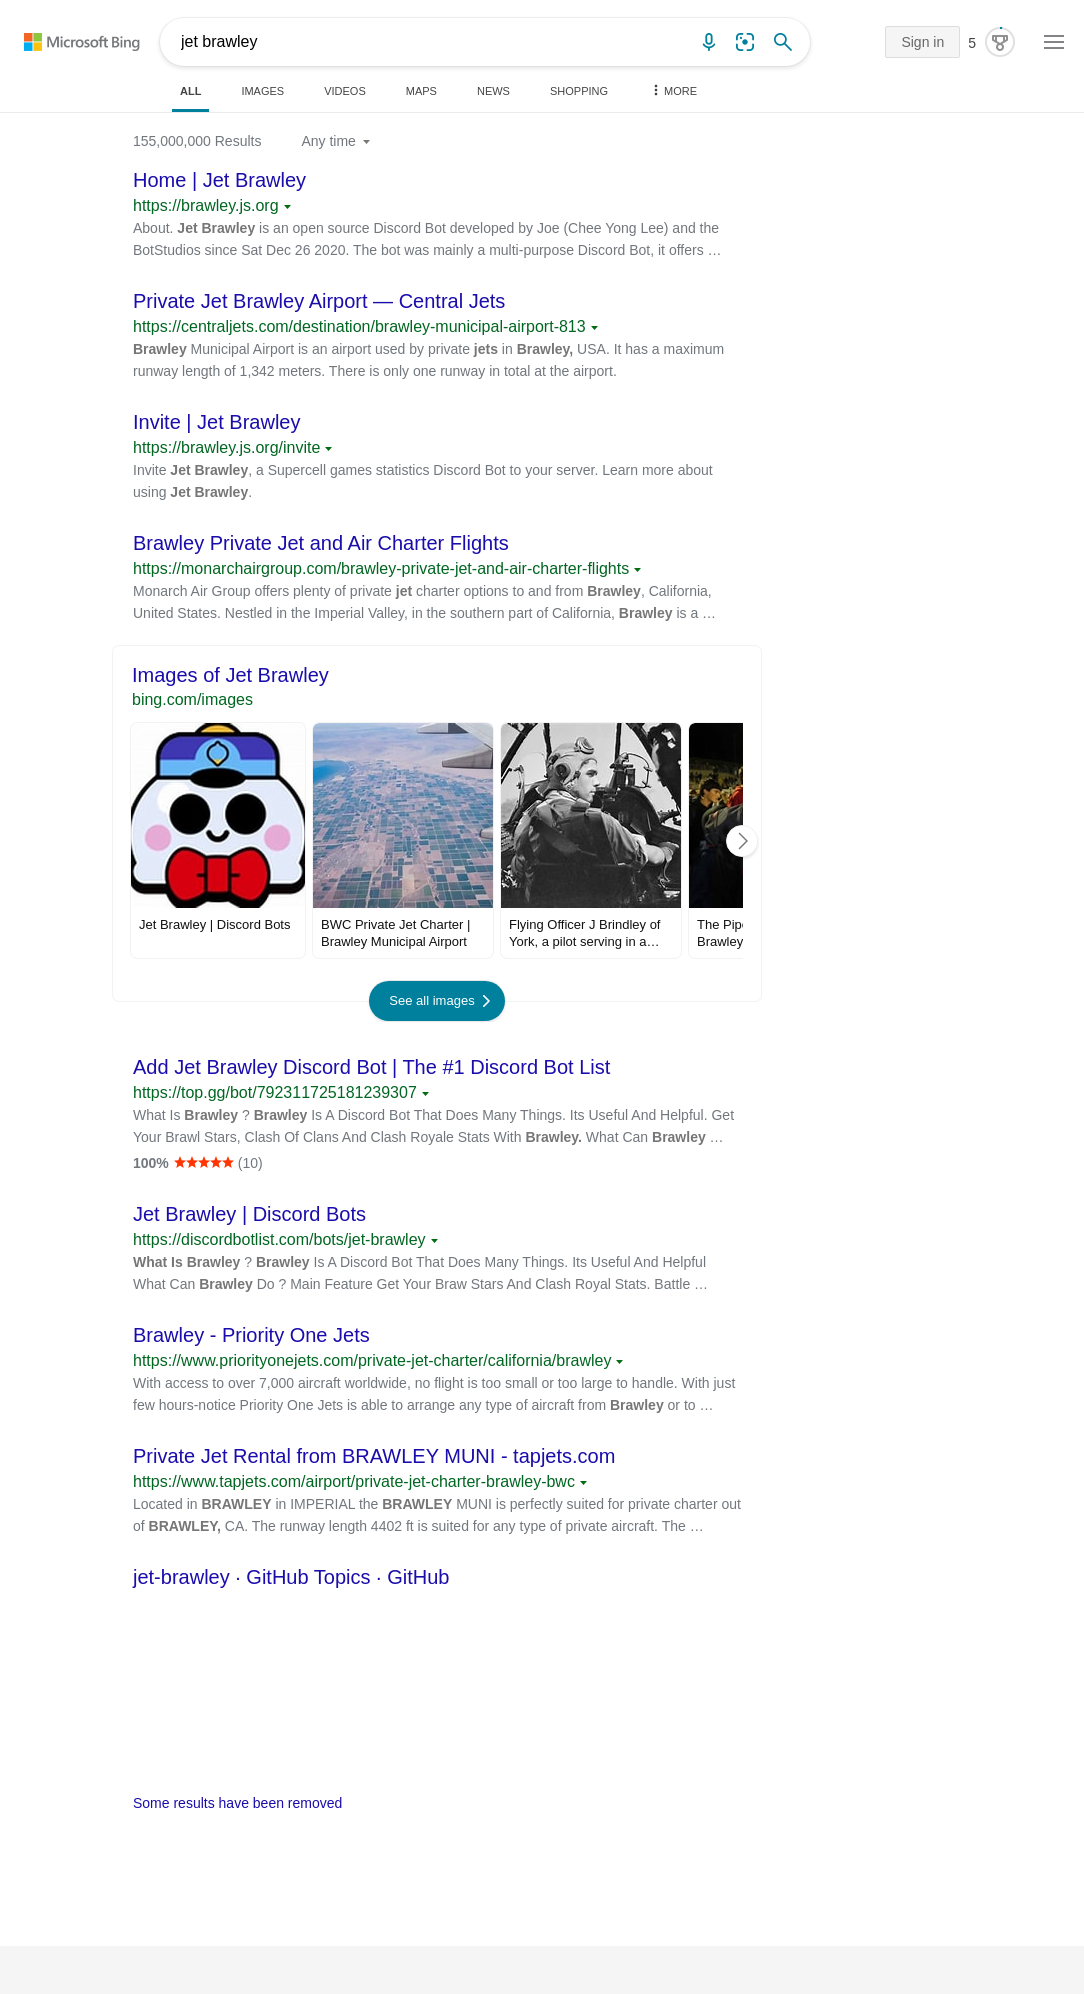 Microsoft Bing
jet brawley
Sign in
5
ALL
IMAGES
VIDEOS
MAPS
NEWS
SHOPPING
MORE
155,000,000 Results
Any time
Home | Jet Brawley
https://brawley.js.org
About. Jet Brawley is an open source Discord Bot developed by Joe (Chee Yong Lee) and the
BotStudios since Sat Dec 26 2020. The bot was mainly a multi-purpose Discord Bot, it offers …
Private Jet Brawley Airport — Central Jets
https://centraljets.com/destination/brawley-municipal-airport-813
Brawley Municipal Airport is an airport used by private jets in Brawley, USA. It has a maximum
runway length of 1,342 meters. There is only one runway in total at the airport.
Invite | Jet Brawley
https://brawley.js.org/invite
Invite Jet Brawley, a Supercell games statistics Discord Bot to your server. Learn more about
using Jet Brawley.
Brawley Private Jet and Air Charter Flights
https://monarchairgroup.com/brawley-private-jet-and-air-charter-flights
Monarch Air Group offers plenty of private jet charter options to and from Brawley, California,
United States. Nestled in the Imperial Valley, in the southern part of California, Brawley is a …
Images of Jet Brawley
bing.com/images
Jet Brawley | Discord Bots
BWC Private Jet Charter |
Brawley Municipal Airport
Flying Officer J Brindley of
York, a pilot serving in a…
The Pip
Brawley
See all images
Add Jet Brawley Discord Bot | The #1 Discord Bot List
https://top.gg/bot/792311725181239307
What Is Brawley ? Brawley Is A Discord Bot That Does Many Things. Its Useful And Helpful. Get
Your Brawl Stars, Clash Of Clans And Clash Royale Stats With Brawley. What Can Brawley …
100% ★★★★★ (10)
Jet Brawley | Discord Bots
https://discordbotlist.com/bots/jet-brawley
What Is Brawley ? Brawley Is A Discord Bot That Does Many Things. Its Useful And Helpful
What Can Brawley Do ? Main Feature Get Your Braw Stars And Clash Royal Stats. Battle …
Brawley - Priority One Jets
https://www.priorityonejets.com/private-jet-charter/california/brawley
With access to over 7,000 aircraft worldwide, no flight is too small or too large to handle. With just
few hours-notice Priority One Jets is able to arrange any type of aircraft from Brawley or to …
Private Jet Rental from BRAWLEY MUNI - tapjets.com
https://www.tapjets.com/airport/private-jet-charter-brawley-bwc
Located in BRAWLEY in IMPERIAL the BRAWLEY MUNI is perfectly suited for private charter out
of BRAWLEY, CA. The runway length 4402 ft is suited for any type of private aircraft. The …
jet-brawley · GitHub Topics · GitHub
Some results have been removed